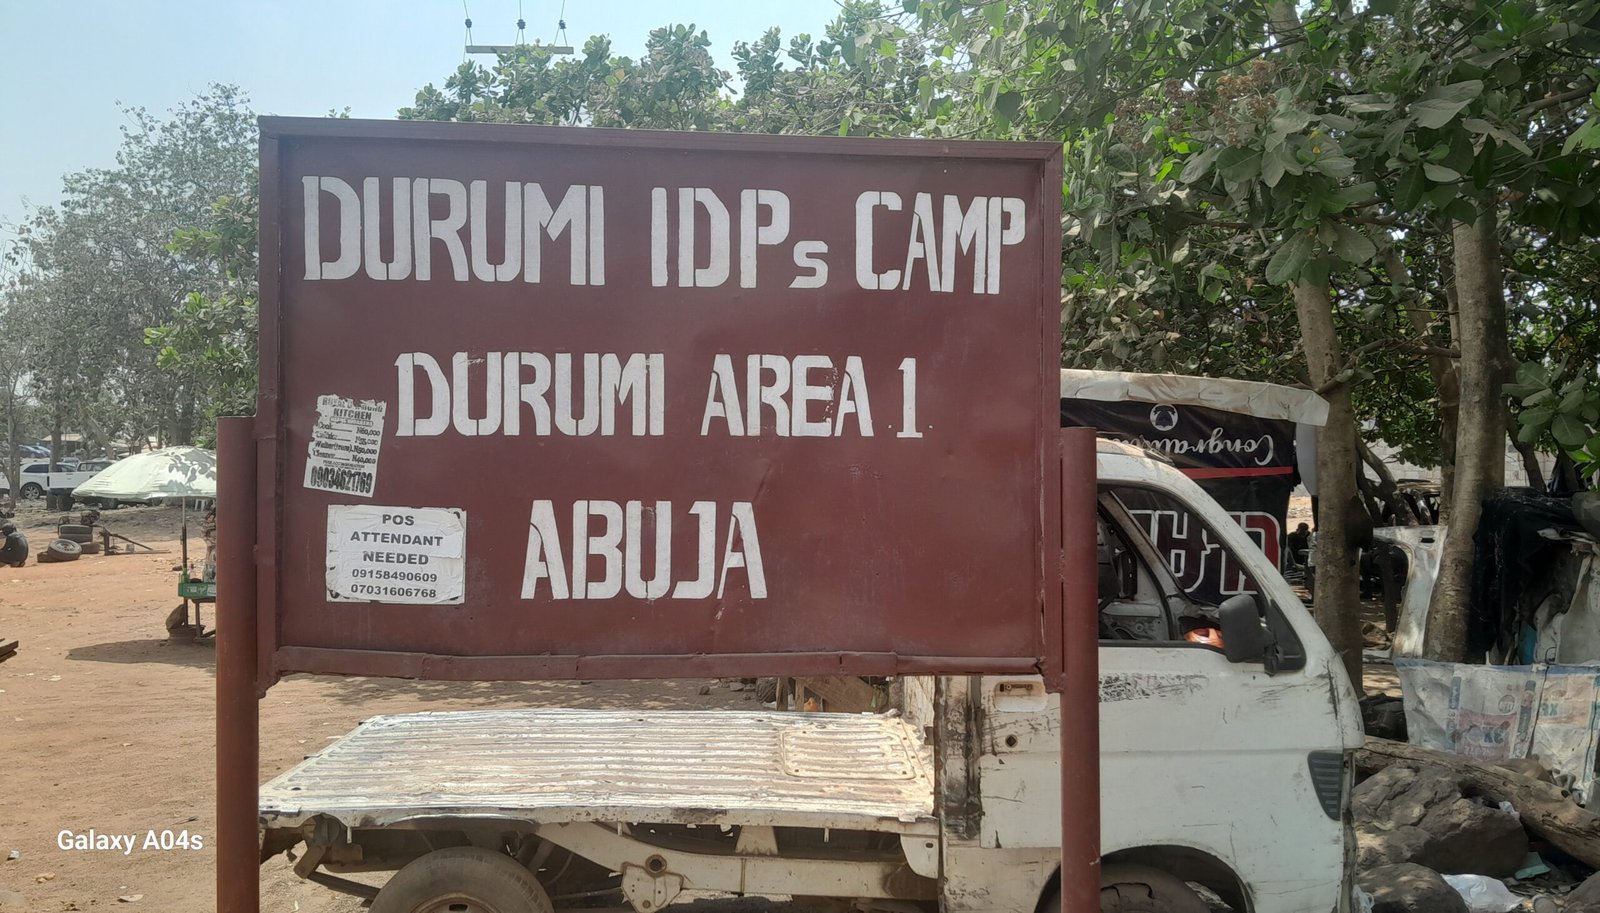 DURUMI IDPs CAMP
DURUMI AREA 1
ABUJA
KITCHEN
09034621769
POS
ATTENDANT
NEEDED
09158490609
07031606768
Galaxy A04s